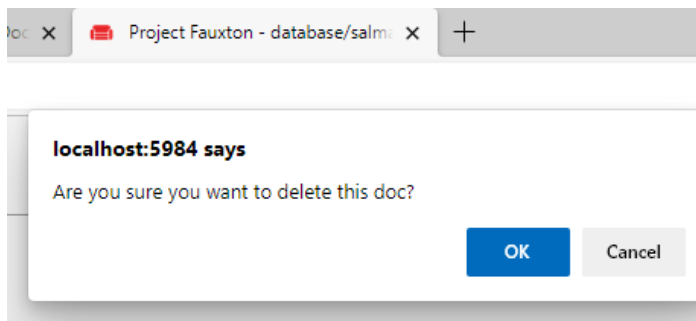 Project Fauxton - database/salma
localhost:5984 says
Are you sure you want to delete this doc?
OK
Cancel